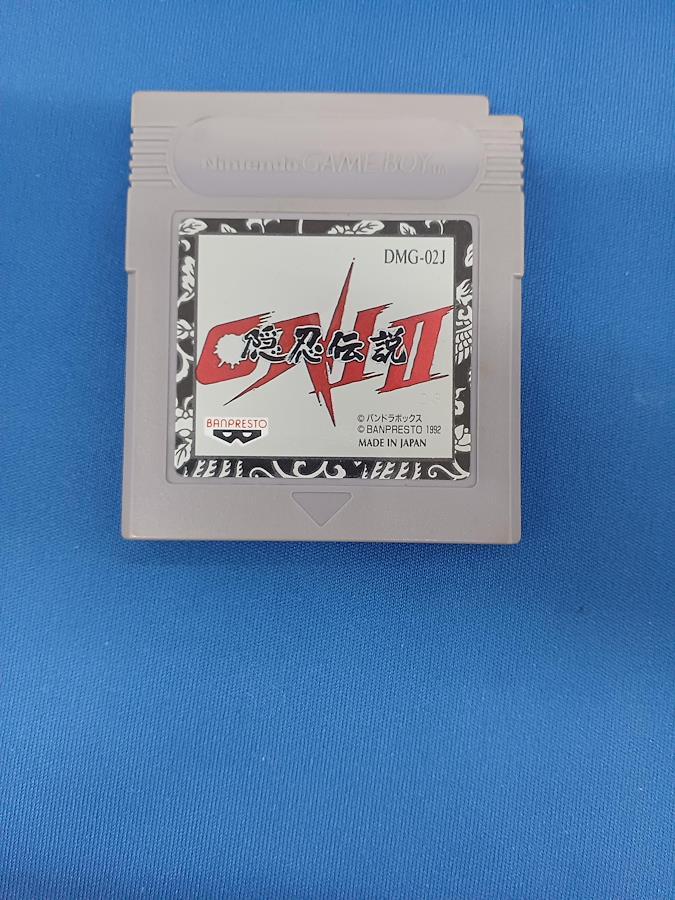 Nintendo GAME BOY TM
DMG-02J
ONI II
隠忍伝説
BANPRESTO
© パンドラボックス
© BANPRESTO 1992
MADE IN JAPAN